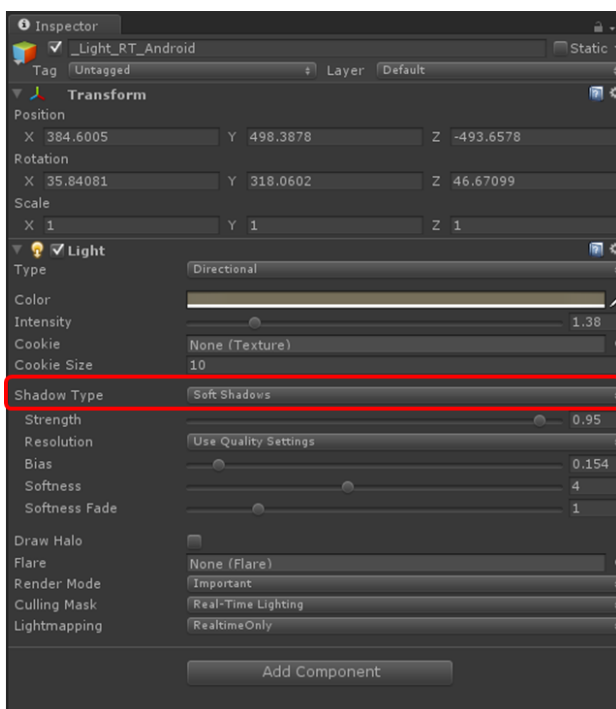 Inspector
_Light_RT_Android Static
Tag Untagged Layer Default
Transform
Position
X 384.6005 Y 498.3878 Z -493.6578
Rotation
X 35.84081 Y 318.0602 Z 46.67099
Scale
X 1 Y 1 Z 1
Light
Type Directional
Color
Intensity 1.38
Cookie None (Texture)
Cookie Size 10
Shadow Type Soft Shadows
Strength 0.95
Resolution Use Quality Settings
Bias 0.154
Softness 4
Softness Fade 1
Draw Halo
Flare None (Flare)
Render Mode Important
Culling Mask Real-Time Lighting
Lightmapping RealtimeOnly
Add Component